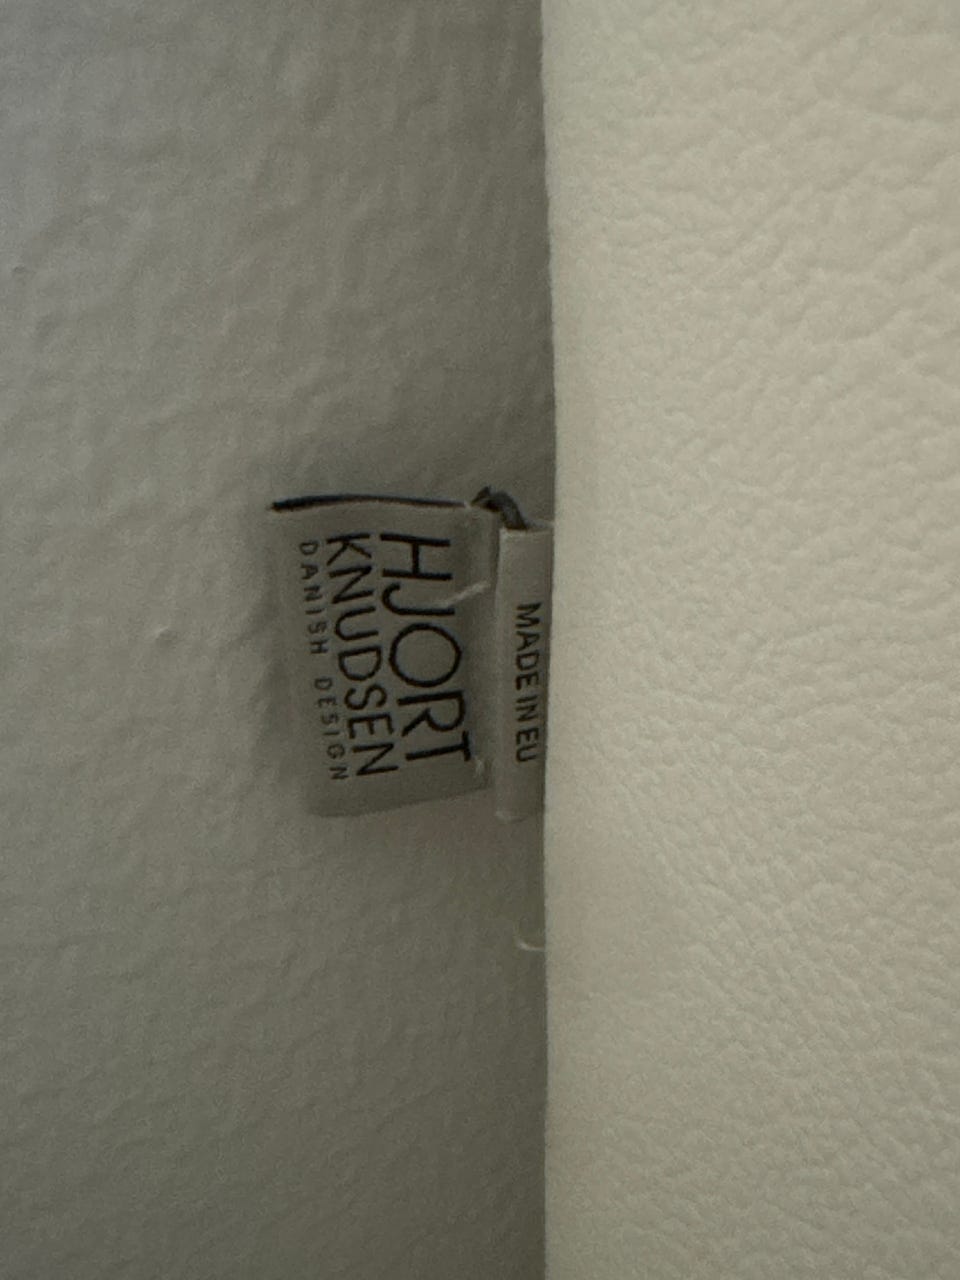 MADE IN EU
HJORT
KNUDSEN
DANISH DESIGN